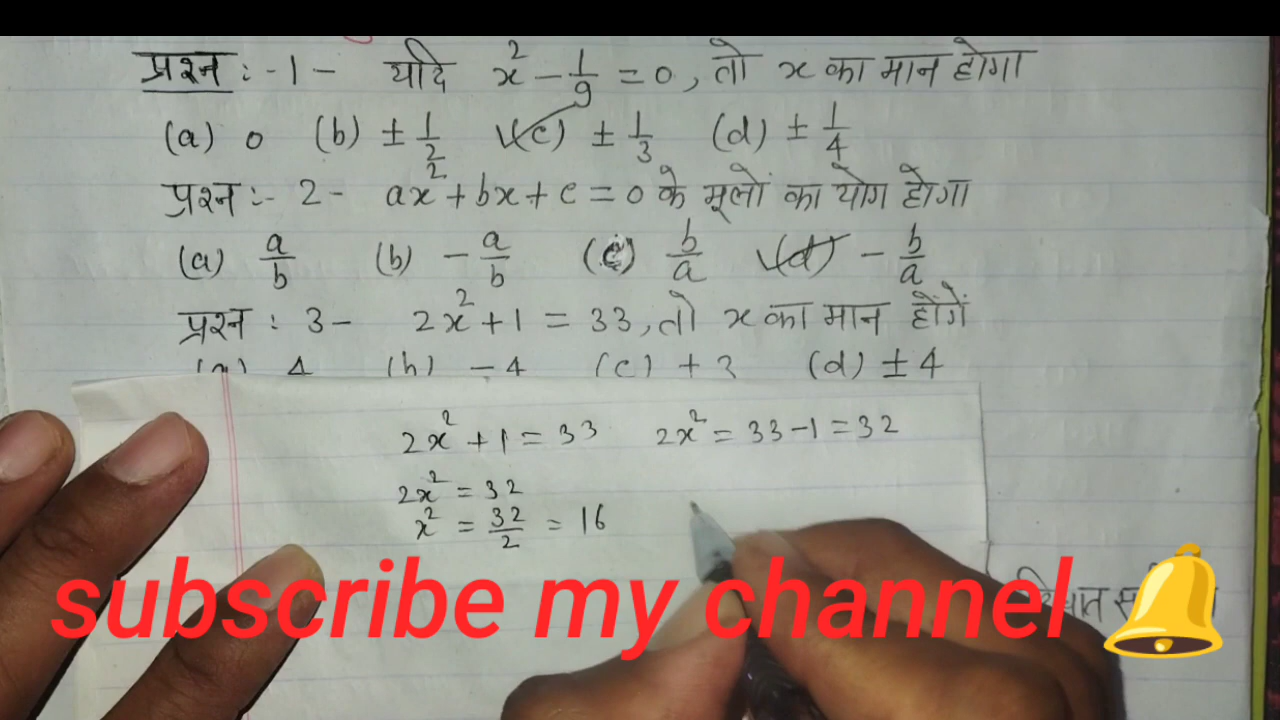 प्रश्न :- 1 - यदि x² - 1/9 = 0, तो x का मान होगा
(a) 0 (b) ± 1/2 (c) ± 1/3 (d) ± 1/4
प्रश्न :- 2 - ax² + bx + c = 0 के मूलों का योग होगा
(a) a/b (b) - a/b (c) b/a (d) - b/a
प्रश्न : 3 - 2x² + 1 = 33, तो x का मान होंगें
(a) 4 (b) - 4 (c) (d) ± 4
2x² + 1 = 33 2x² = 33 - 1 = 32
2x² = 32
x² = 32/2 = 16
subscribe my channel